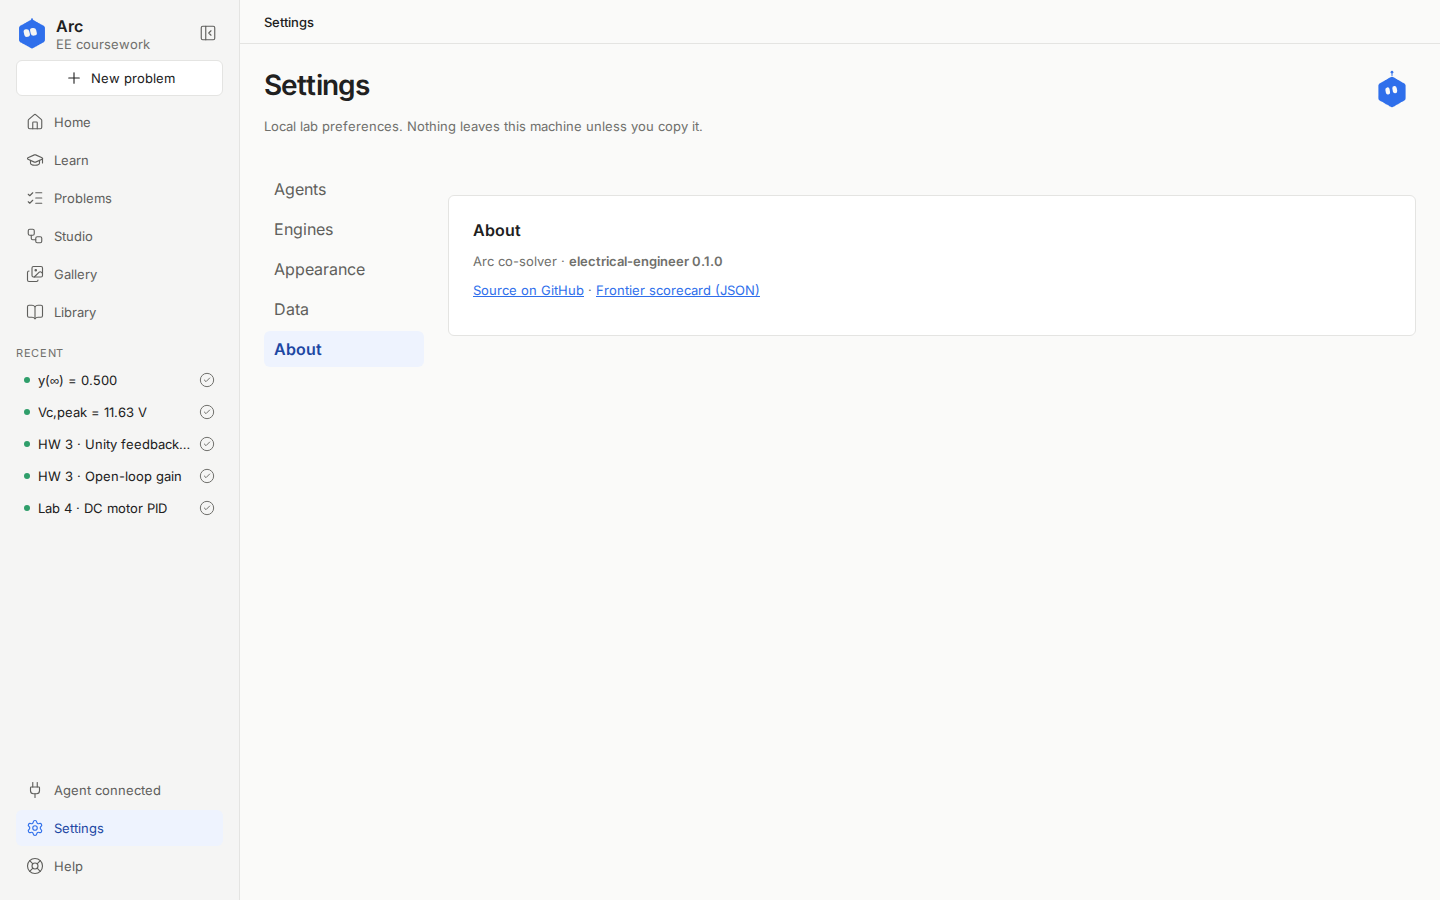 Arc
EE coursework
New problem
Home
Learn
Problems
Studio
Gallery
Library
RECENT
y(∞) = 0.500
Vc,peak = 11.63 V
HW 3 · Unity feedback...
HW 3 · Open-loop gain
Lab 4 · DC motor PID
Agent connected
Settings
Help
Settings
Settings
Local lab preferences. Nothing leaves this machine unless you copy it.
Agents
Engines
Appearance
Data
About
About
Arc co-solver · electrical-engineer 0.1.0
Source on GitHub · Frontier scorecard (JSON)